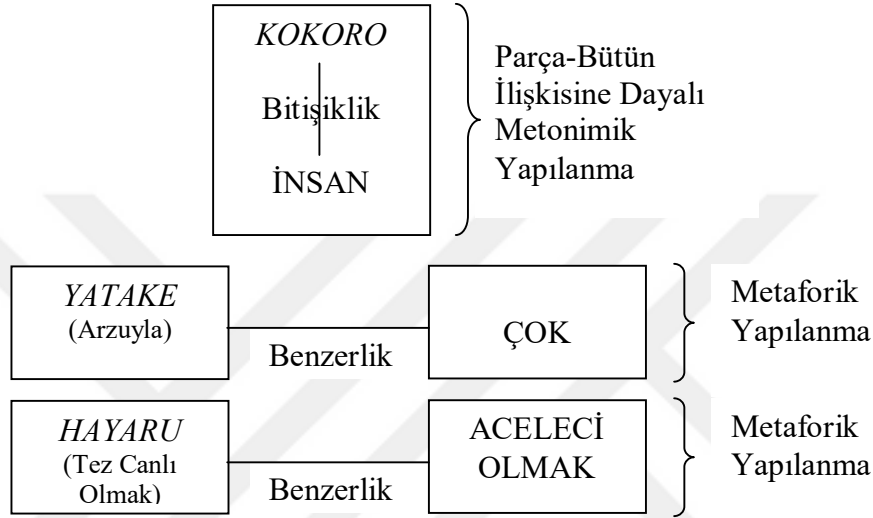 KOKORO
Bitişiklik
İNSAN
Parça-Bütün
İlişkisine Dayalı
Metonimik
Yapılanma
YATAKE
(Arzuyla)
Benzerlik
ÇOK
Metaforik
Yapılanma
HAYARU
(Tez Canlı
Olmak)
Benzerlik
ACELECİ
OLMAK
Metaforik
Yapılanma